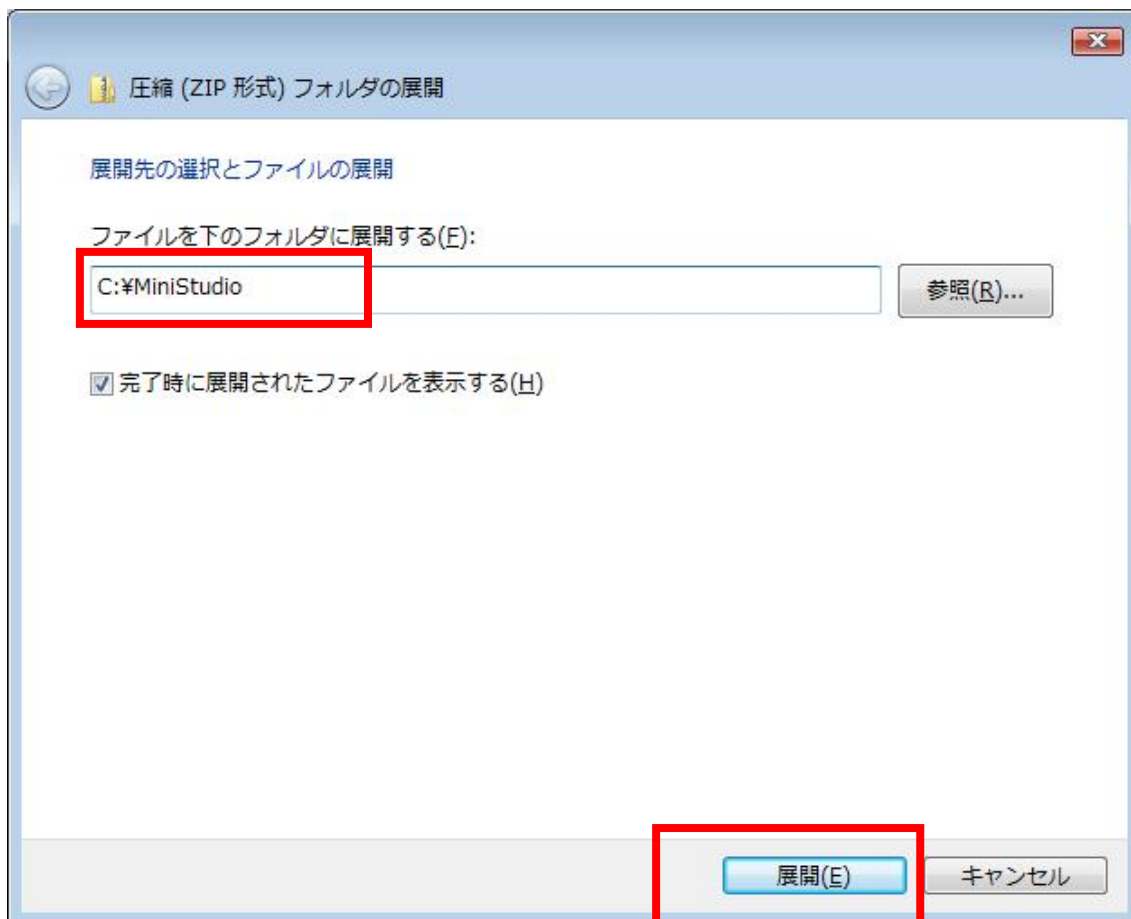 圧縮 (ZIP 形式) フォルダの展開
展開先の選択とファイルの展開
ファイルを下のフォルダに展開する(F):
C:¥MiniStudio
参照(R)...
完了時に展開されたファイルを表示する(H)
展開(E)
キャンセル